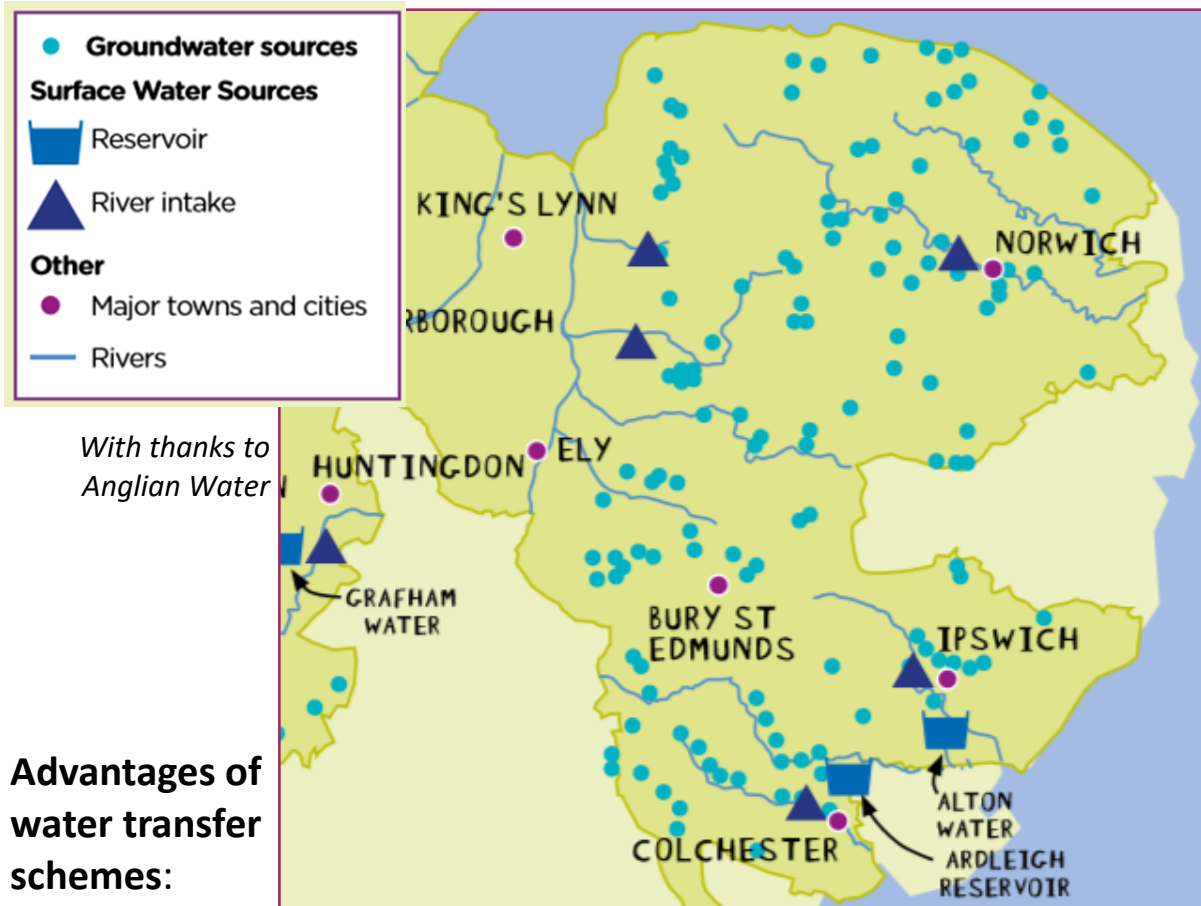 Groundwater sources
Surface Water Sources
Reservoir
River intake
Other
Major towns and cities
Rivers
With thanks to
Anglian Water
KING'S LYNN
NORWICH
RBOROUGH
HUNTINGDON
ELY
N
GRAFHAM
WATER
BURY ST
EDMUNDS
IPSWICH
COLCHESTER
ALTON
WATER
ARDLEIGH
RESERVOIR
Advantages of
water transfer
schemes: